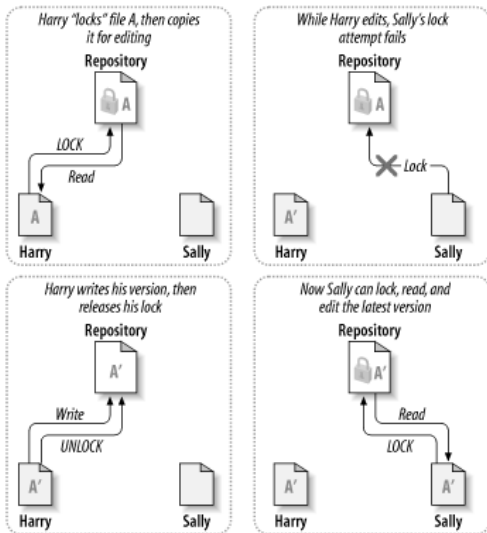 Harry “locks” file A, then copies
it for editing
Repository
A
LOCK
Read
A
Harry
Sally
While Harry edits, Sally’s lock
attempt fails
Repository
A
Lock
A’
Harry
Sally
Harry writes his version, then
releases his lock
Repository
A’
Write
UNLOCK
A’
Harry
Sally
Now Sally can lock, read, and
edit the latest version
Repository
A’
Read
LOCK
A’
A’
Harry
Sally